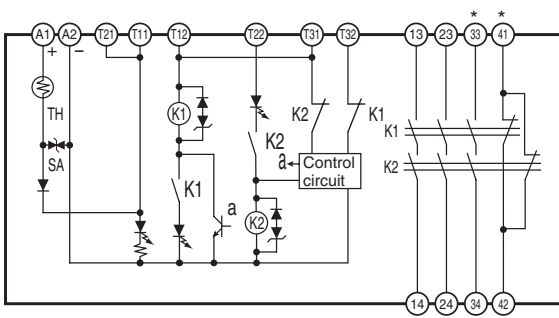 * *
A1 A2 T21 T11 T12 T22 T31 T32 13 23 33 41
+ −
K1 K2 K1
TH
K2 K1
a Control
SA circuit K2
K1 a
K2
14 24 34 42